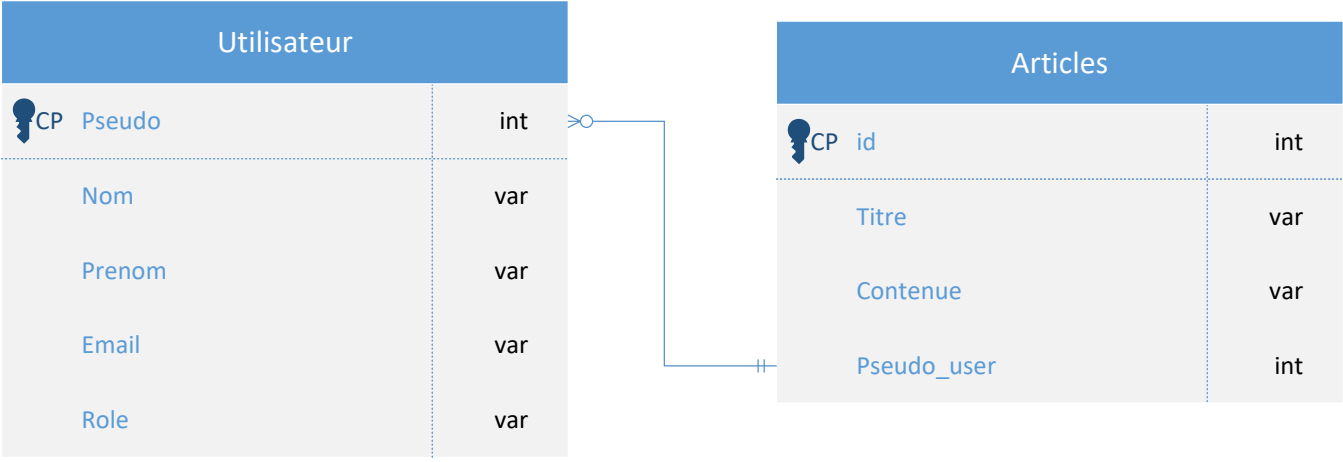 Utilisateur
CP Pseudo int
Nom var
Prenom var
Email var
Role var
Articles
CP id int
Titre var
Contenue var
Pseudo_user int